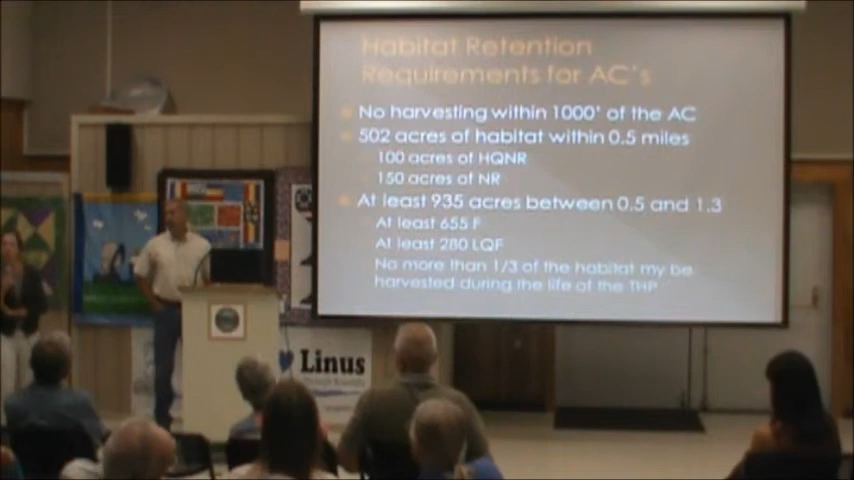 Habitat Retention
Requirements for AC's
No harvesting within 1000' of the AC
502 acres of habitat within 0.5 miles
100 acres of HQNR
150 acres of NR
At least 935 acres between 0.5 and 1.3
At least 655 F
At least 280 LQF
No more than 1/3 of the habitat my be
harvested during the life of the THP
Linus